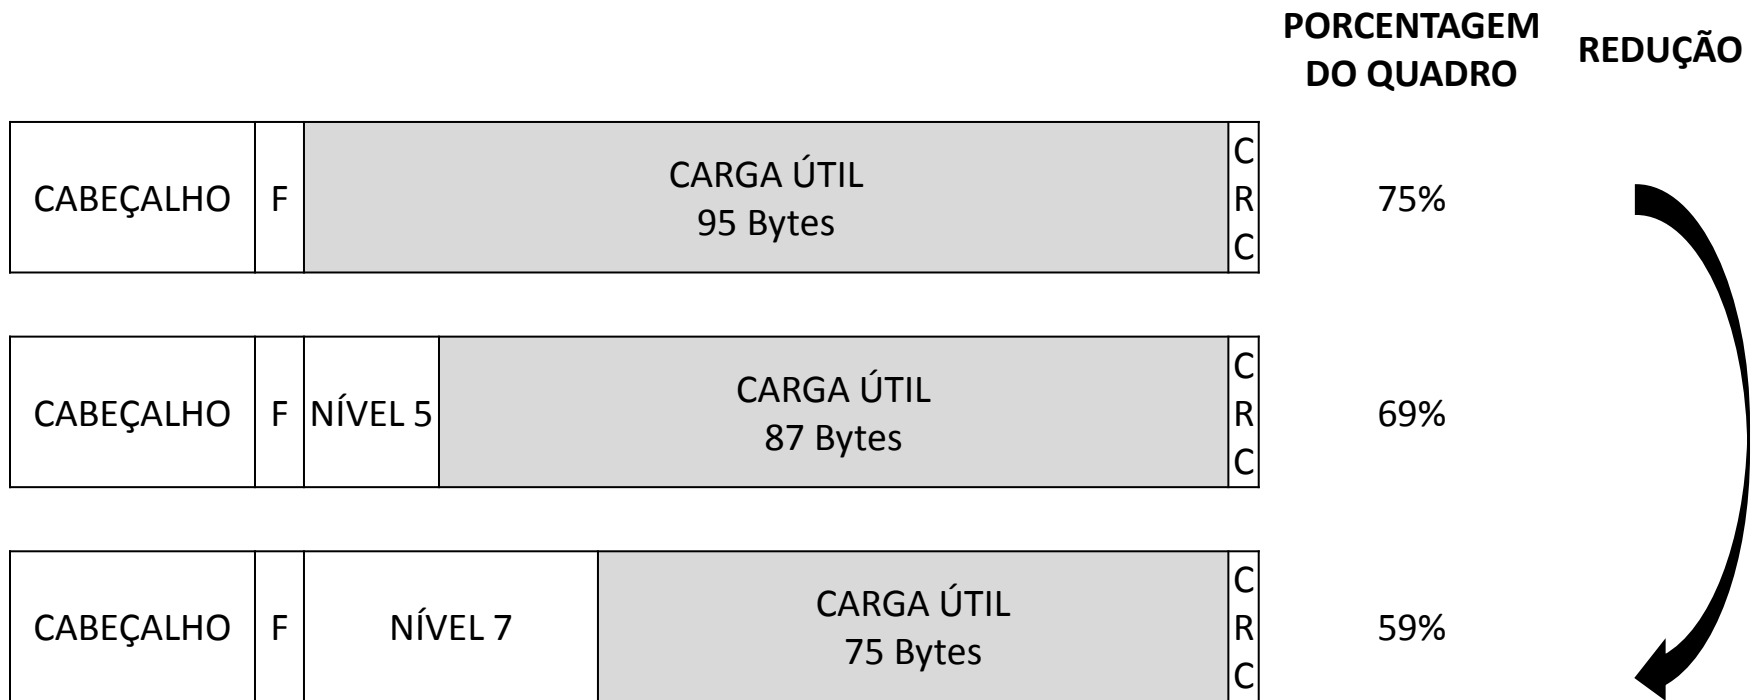 PORCENTAGEM
DO QUADRO
REDUÇÃO
CABEÇALHO
F
CARGA ÚTIL
95 Bytes
C
R
C
75%
CABEÇALHO
F
NÍVEL 5
CARGA ÚTIL
87 Bytes
C
R
C
69%
CABEÇALHO
F
NÍVEL 7
CARGA ÚTIL
75 Bytes
C
R
C
59%